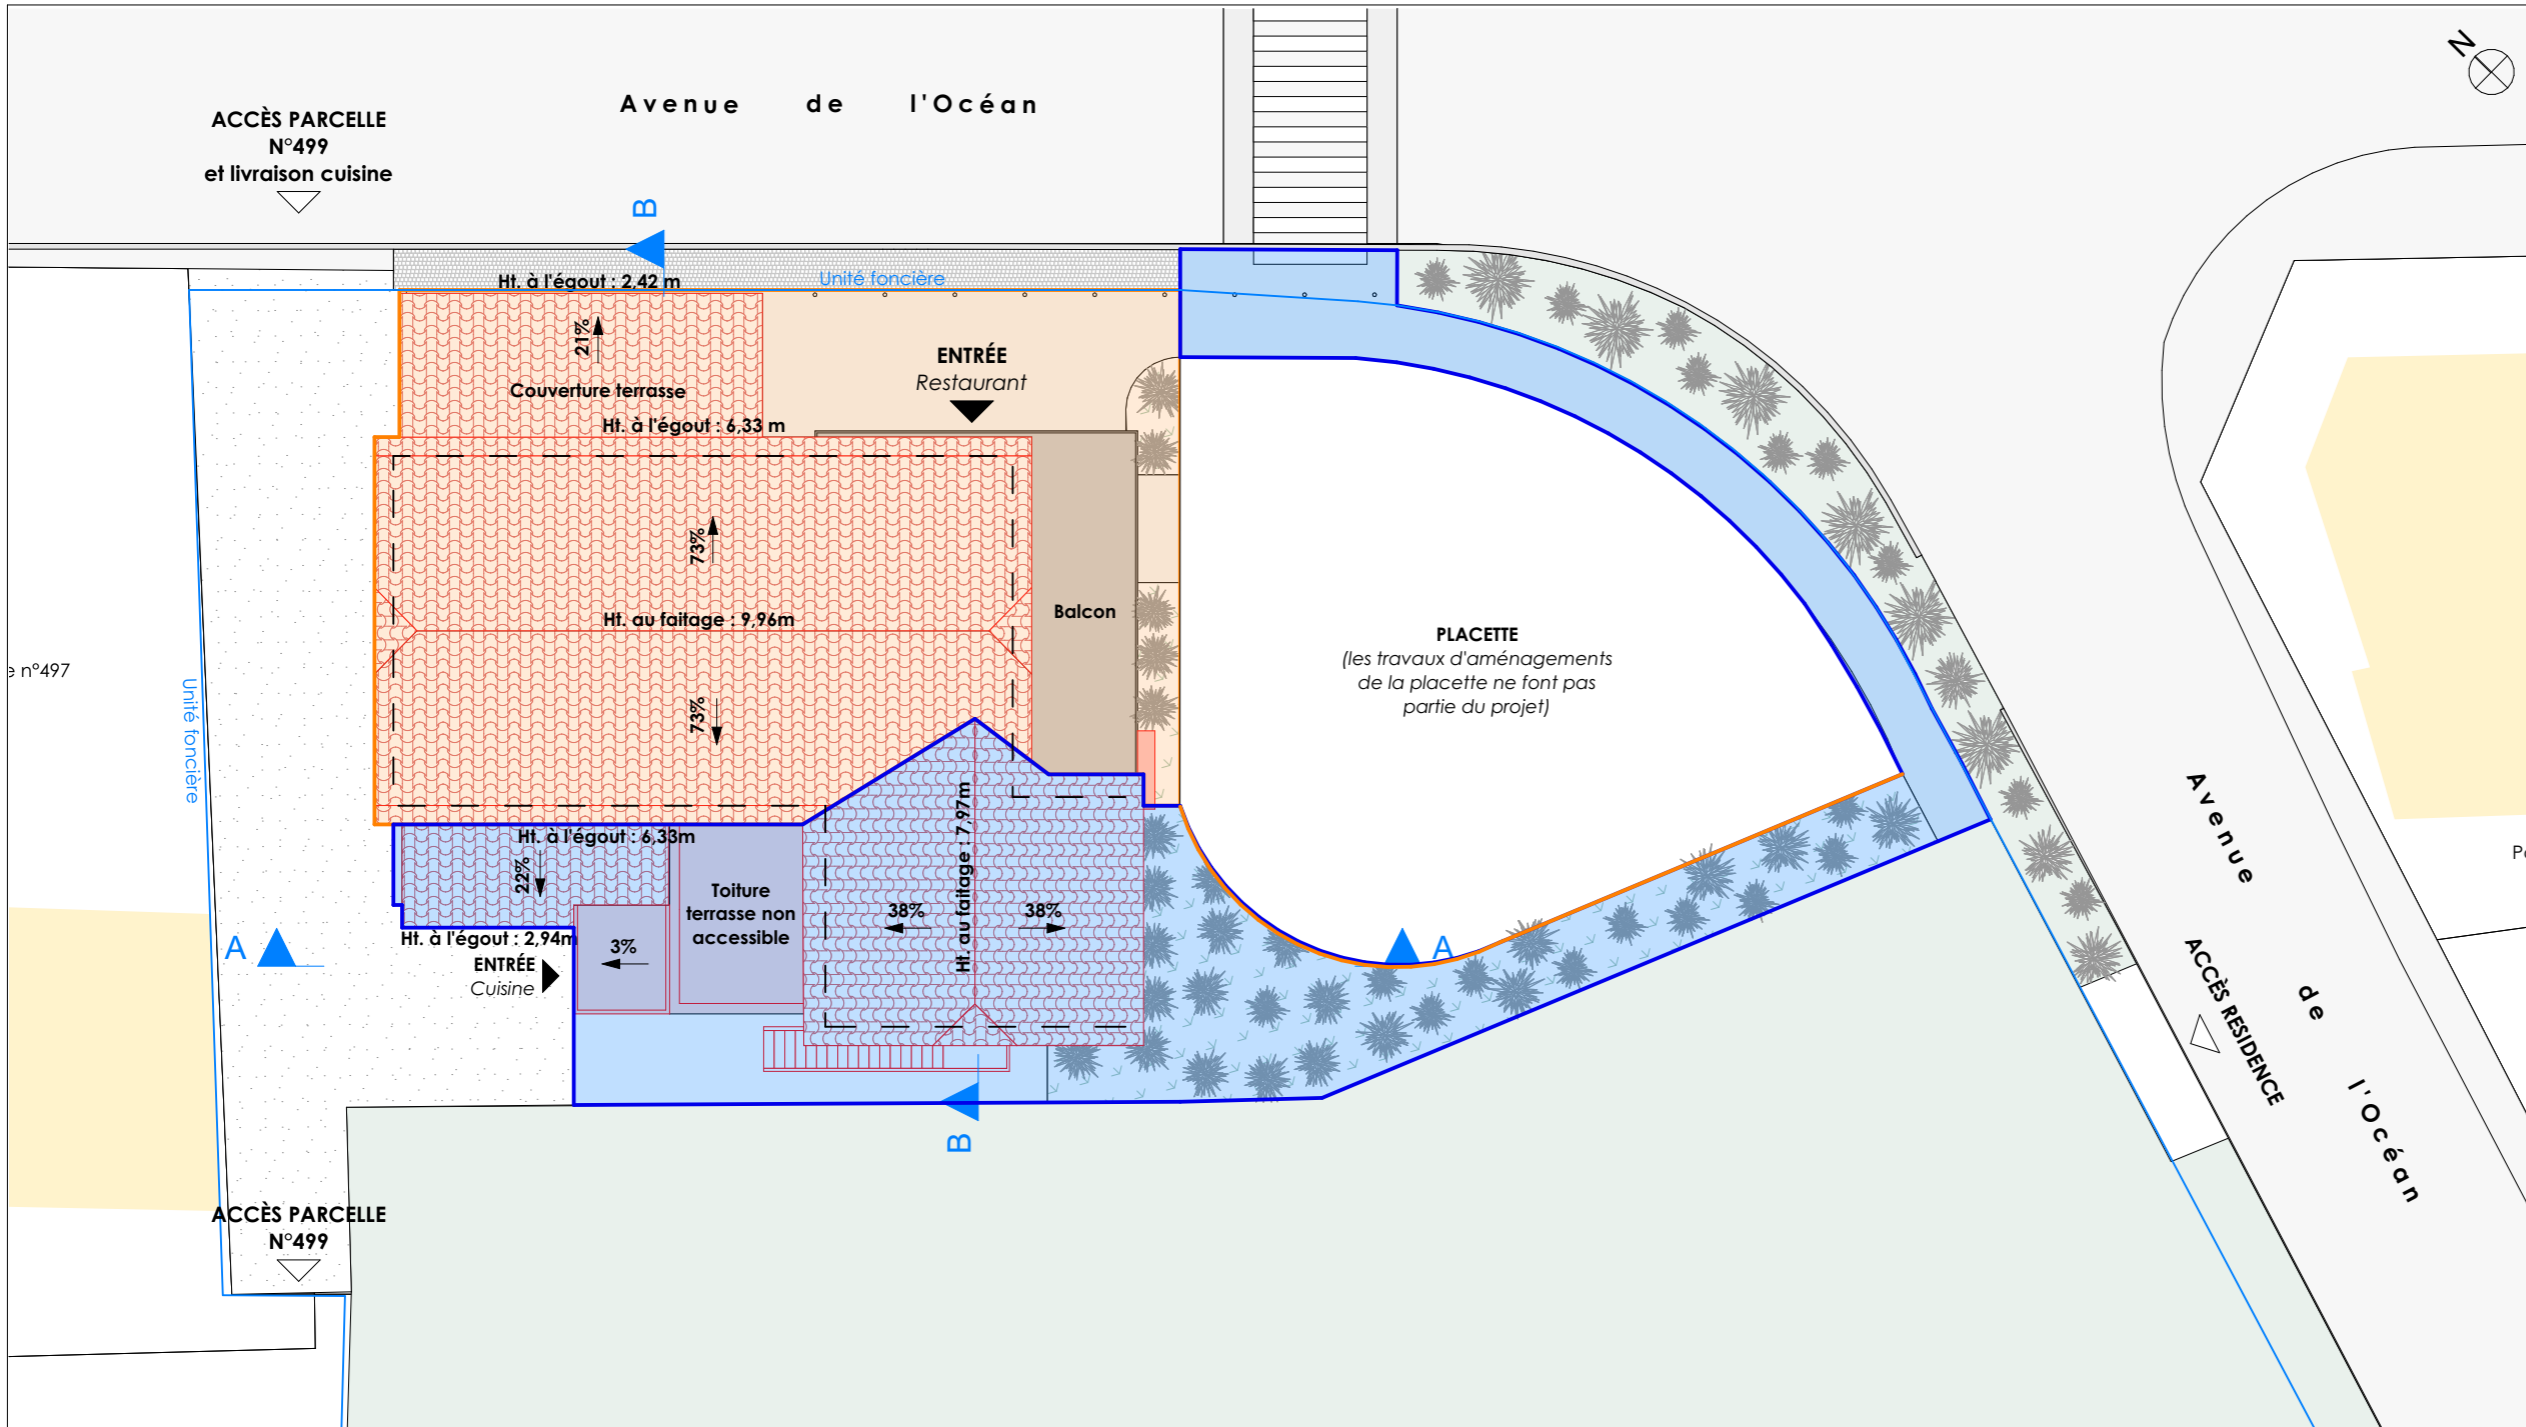 N
Avenue de l'Océan
ACCÈS PARCELLE
N°499
et livraison cuisine
B
Ht. à l'égout : 2,42 m
Unité foncière
21%
ENTRÉE
Restaurant
Couverture terrasse
Ht. à l'égout : 6,33 m
73%
Ht. au faitage : 9,96m
Balcon
73%
PLACETTE
(les travaux d'aménagements
de la placette ne font pas
partie du projet)
n°497
Unité foncière
Ht. à l'égout : 6,33m
22%
Toiture
terrasse non
accessible
Ht. au faitage : 7,97m
38%
38%
A
Ht. à l'égout : 2,94m
3%
ENTRÉE
Cuisine
A
B
Avenue de l'Océan
ACCÈS RESIDENCE
ACCÈS PARCELLE
N°499